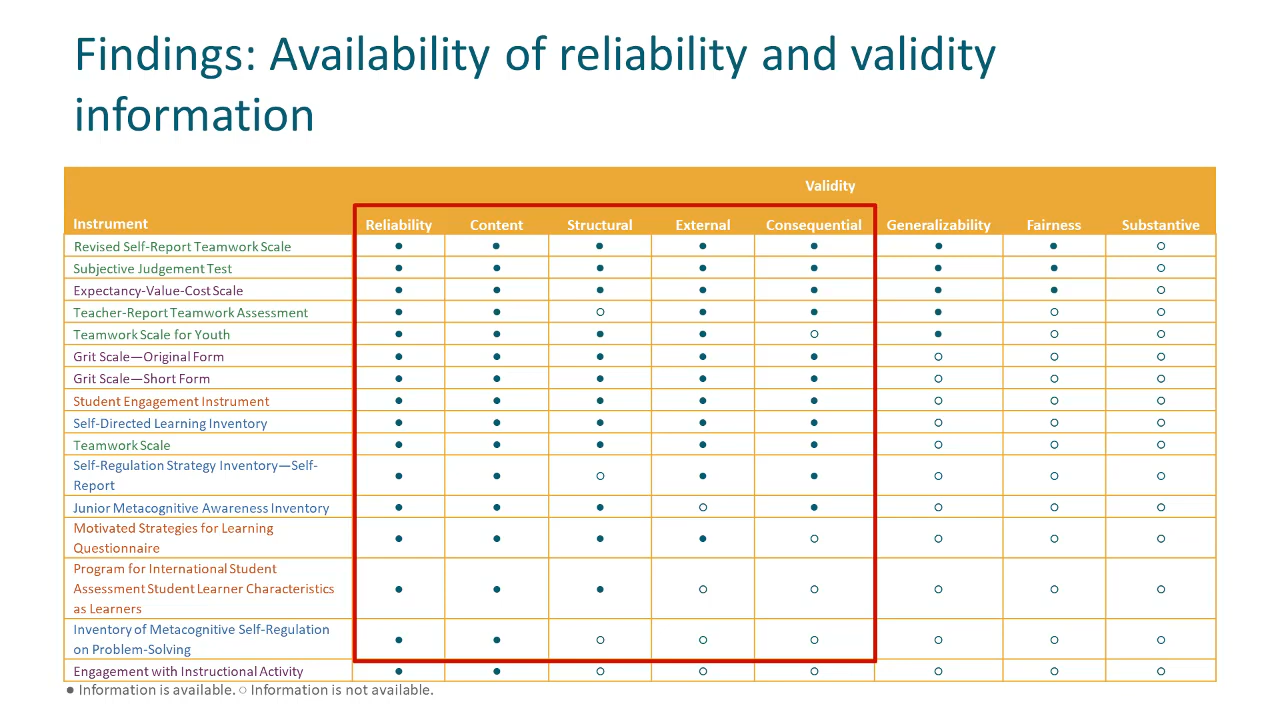 Findings: Availability of reliability and validity
information
Validity
Instrument Reliability Content Structural External Consequential Generalizability Fairness Substantive
Revised Self-Report Teamwork Scale ● ● ● ● ● ● ● ○
Subjective Judgement Test ● ● ● ● ● ● ● ○
Expectancy-Value-Cost Scale ● ● ● ● ● ● ● ○
Teacher-Report Teamwork Assessment ● ● ○ ● ● ● ○ ○
Teamwork Scale for Youth ● ● ● ● ○ ● ○ ○
Grit Scale—Original Form ● ● ● ● ● ○ ○ ○
Grit Scale—Short Form ● ● ● ● ● ○ ○ ○
Student Engagement Instrument ● ● ● ● ● ○ ○ ○
Self-Directed Learning Inventory ● ● ● ● ● ○ ○ ○
Teamwork Scale ● ● ● ● ● ○ ○ ○
Self-Regulation Strategy Inventory—Self-
Report ● ● ○ ● ● ○ ○ ○
Junior Metacognitive Awareness Inventory ● ● ● ○ ● ○ ○ ○
Motivated Strategies for Learning
Questionnaire ● ● ● ● ○ ○ ○ ○
Program for International Student
Assessment Student Learner Characteristics ● ● ● ○ ○ ○ ○ ○
as Learners
Inventory of Metacognitive Self-Regulation
on Problem-Solving ● ● ○ ○ ○ ○ ○ ○
Engagement with Instructional Activity ● ● ○ ○ ○ ○ ○ ○
● Information is available. ○ Information is not available.